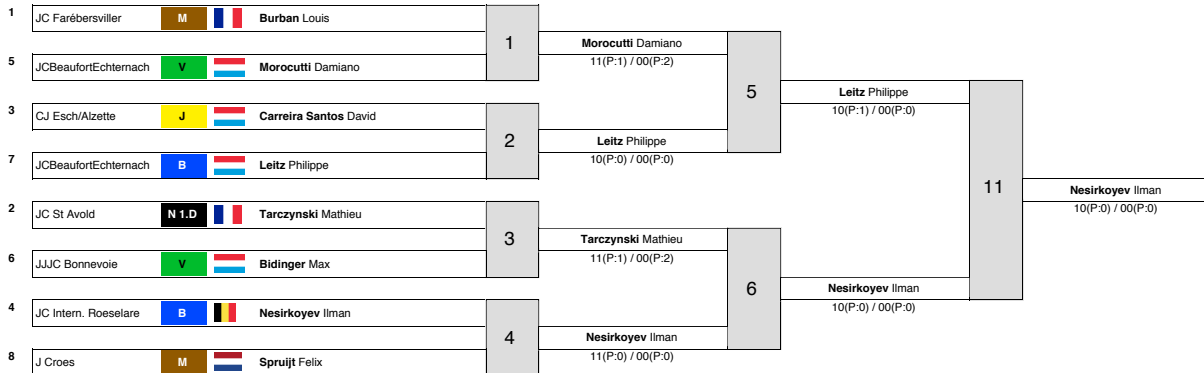 1 JC Farébersviller M Burban Louis
5 JCBeaufortEchternach V Morocutti Damiano
3 CJ Esch/Alzette J Carreira Santos David
7 JCBeaufortEchternach B Leitz Philippe
2 JC St Avold N 1.D Tarczynski Mathieu
6 JJJC Bonnevoie V Bidinger Max
4 JC Intern. Roeselare B Nesirkoyev Ilman
8 J Croes M Spruijt Felix
1
2
3
4
Morocutti Damiano
11(P:1) / 00(P:2)
Leitz Philippe
10(P:0) / 00(P:0)
Tarczynski Mathieu
11(P:1) / 00(P:2)
Nesirkoyev Ilman
11(P:0) / 00(P:0)
5
6
Leitz Philippe
10(P:1) / 00(P:0)
Nesirkoyev Ilman
10(P:0) / 00(P:0)
11
Nesirkoyev Ilman
10(P:0) / 00(P:0)